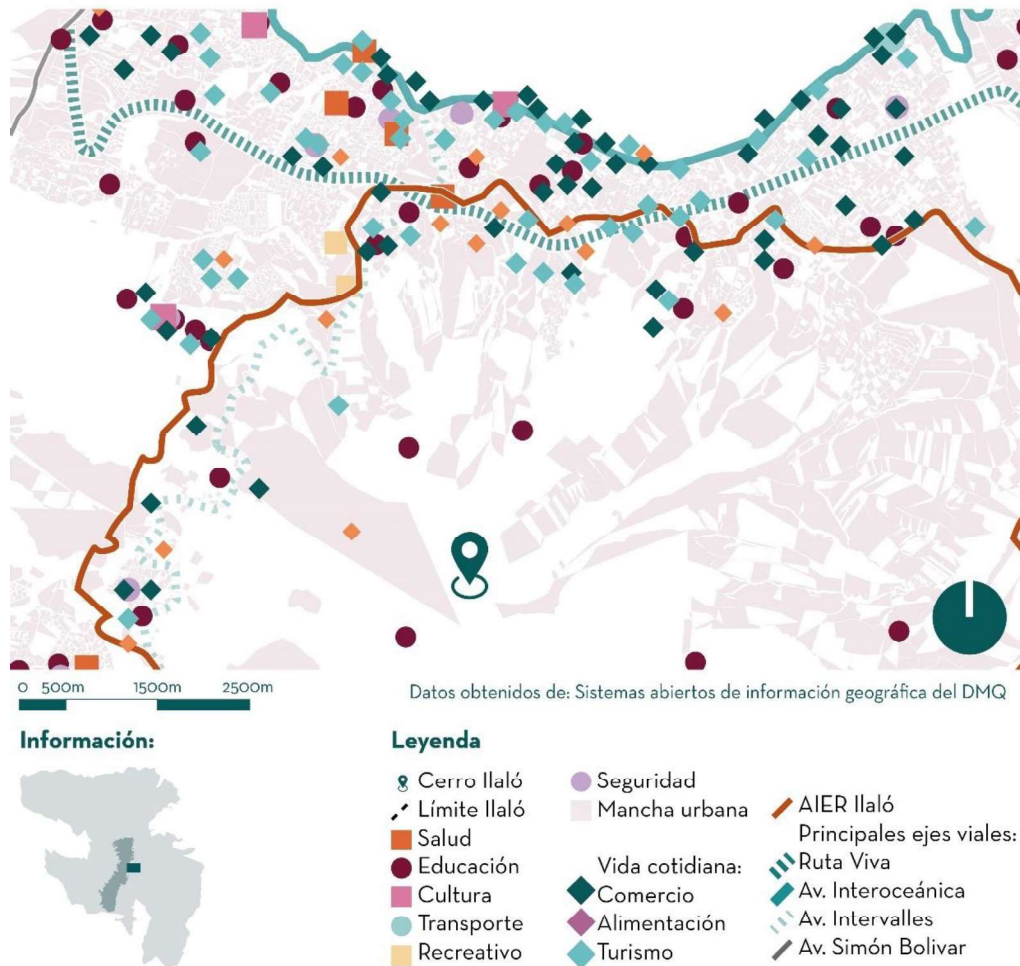 0 500m 1500m 2500m
Datos obtenidos de: Sistemas abiertos de información geográfica del DMQ
Información:
Leyenda
Cerro Ilaló
Límite Ilaló
Salud
Educación
Cultura
Transporte
Recreativo
Seguridad
Mancha urbana
Vida cotidiana:
Comercio
Alimentación
Turismo
AIER Ilaló
Principales ejes viales:
Ruta Viva
Av. Interoceánica
Av. Intervalles
Av. Simón Bolivar